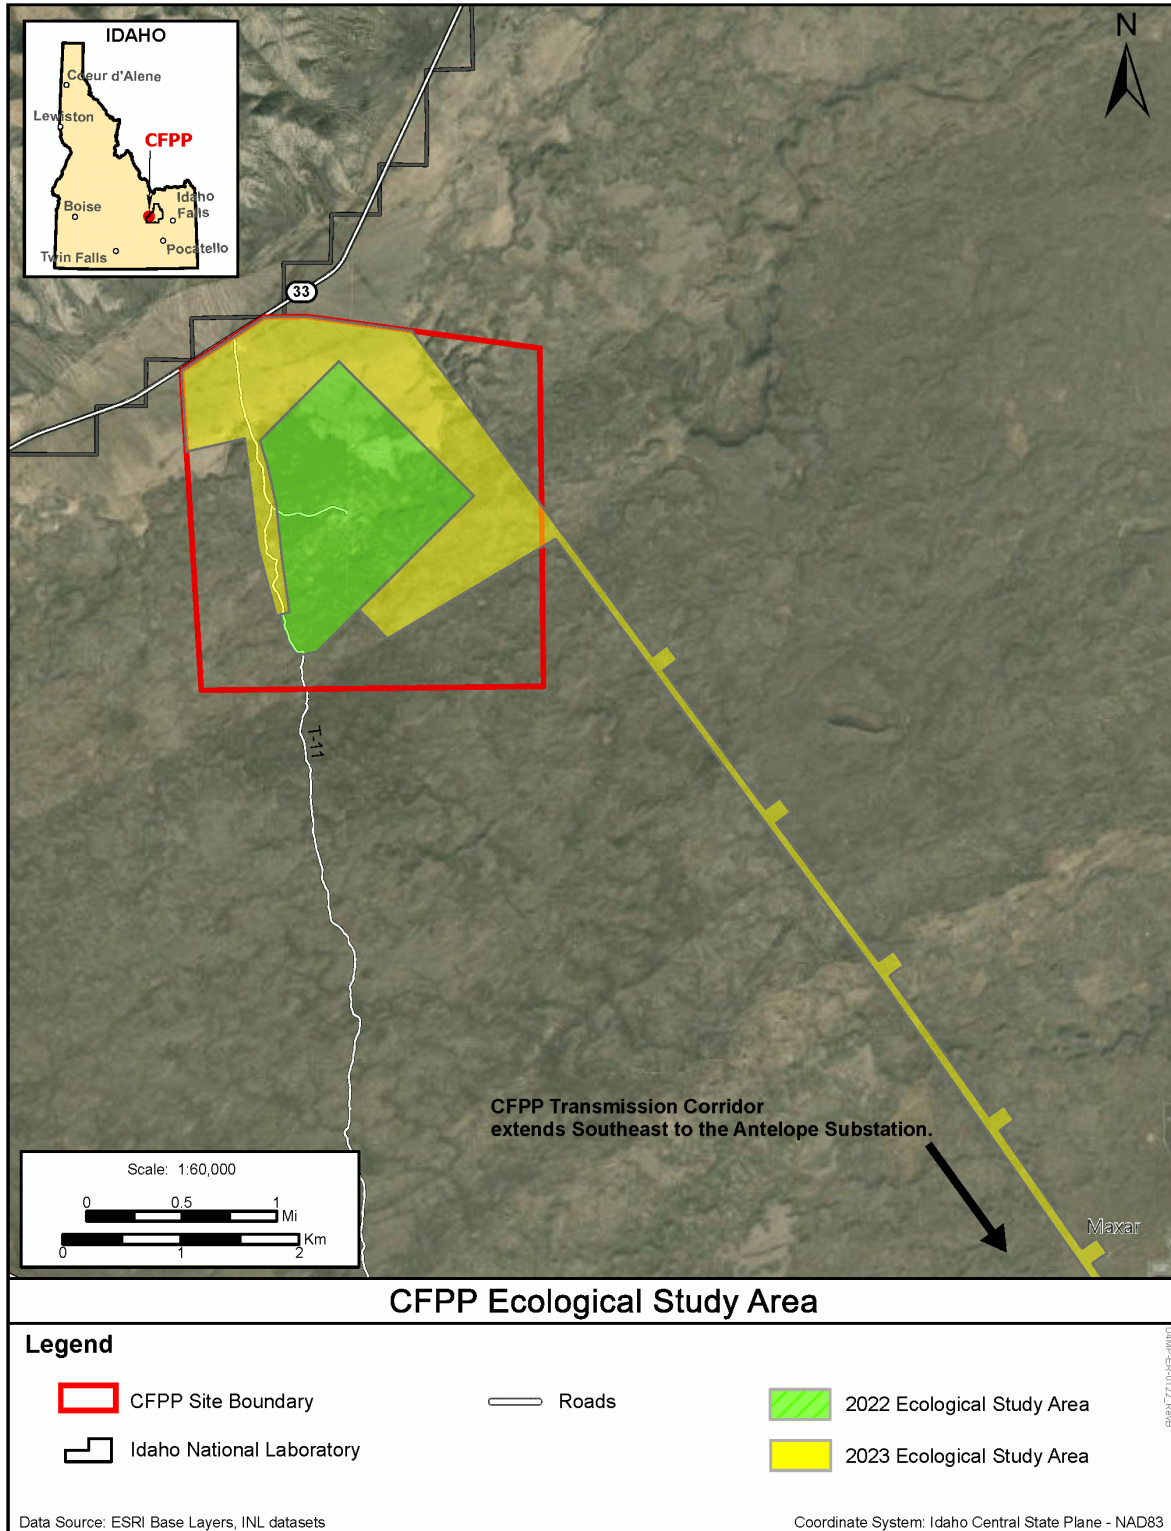 IDAHO
Coeur d'Alene
Lewiston
CFPP
Boise
Idaho
Falls
Twin Falls
Pocatello
N
33
T-11
CFPP Transmission Corridor
extends Southeast to the Antelope Substation.
Maxar
Scale: 1:60,000
0 0.5 1
Mi
Km
0 1 2
CFPP Ecological Study Area
Legend
CFPP Site Boundary
Roads
2022 Ecological Study Area
Idaho National Laboratory
2023 Ecological Study Area
Data Source: ESRI Base Layers, INL datasets
Coordinate System: Idaho Central State Plane - NAD83